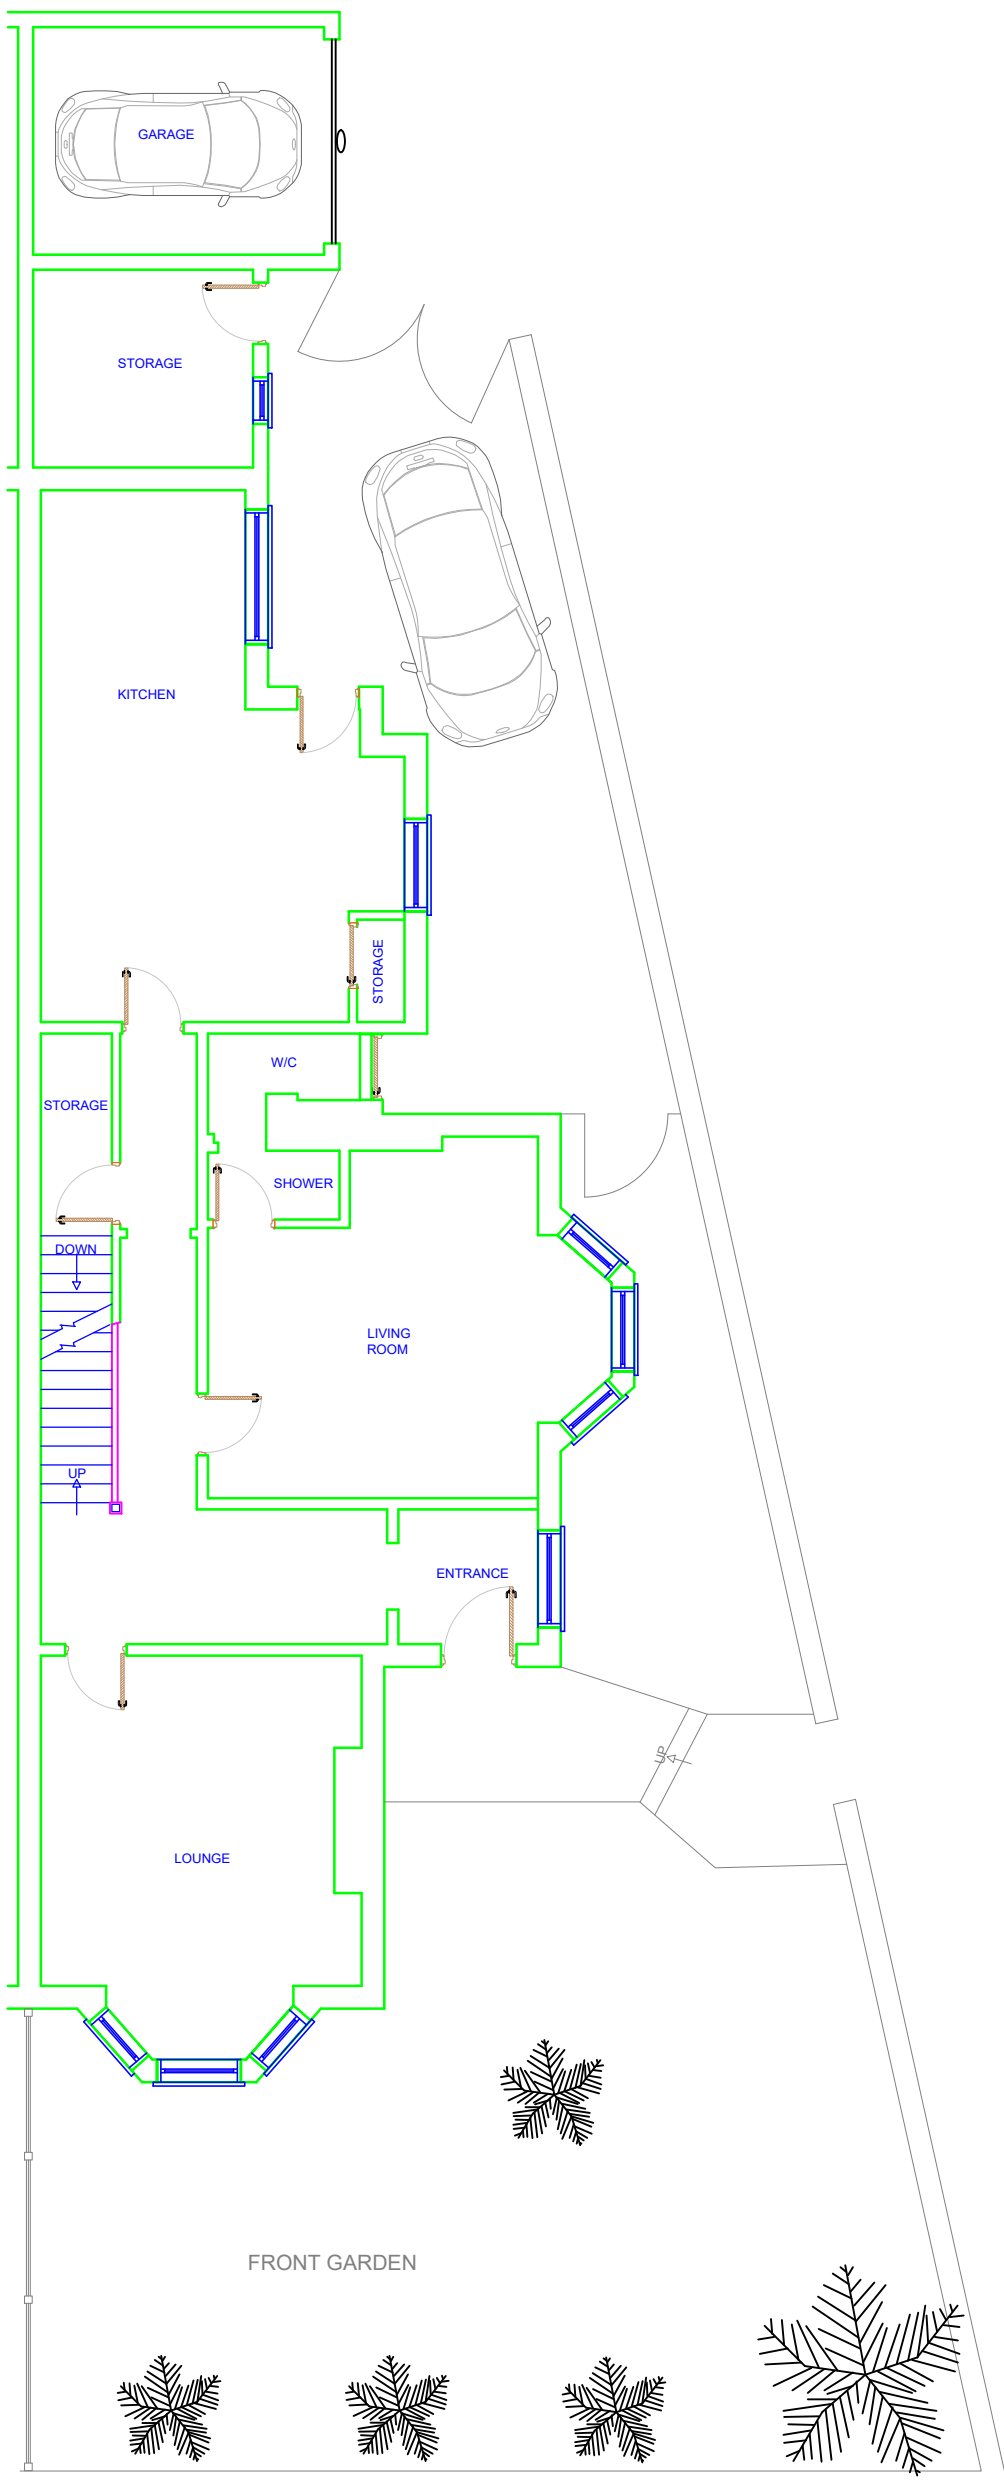 GARAGE
STORAGE
KITCHEN
STORAGE
W/C
STORAGE
SHOWER
DOWN
LIVING
ROOM
UP
ENTRANCE
UP
LOUNGE
FRONT GARDEN